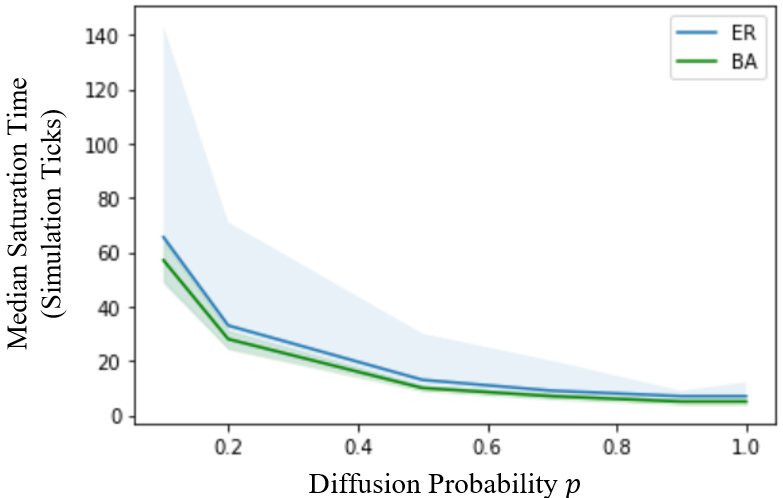 ER
BA
Median Saturation Time
(Simulation Ticks)
140
120
100
80
60
40
20
0
0.2
0.4
0.6
0.8
1.0
Diffusion Probability p